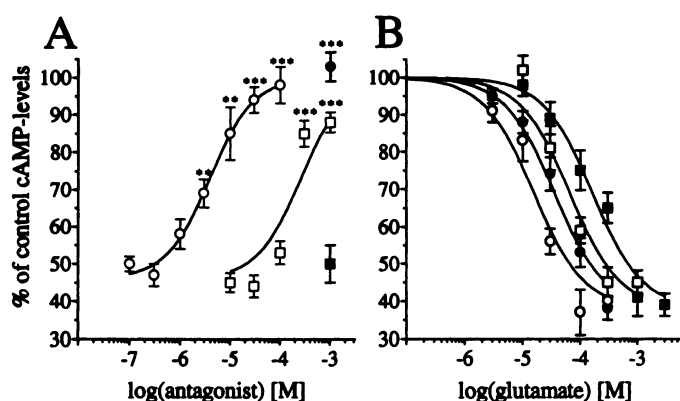 A
B
% of control cAMP-levels
100
90
80
70
60
50
40
30
*** *** *** ***
** *** ***
**
-7 -6 -5 -4 -3
log(antagonist) [M]
100
90
80
70
60
50
40
30
-6 -5 -4 -3
log(glutamate) [M]